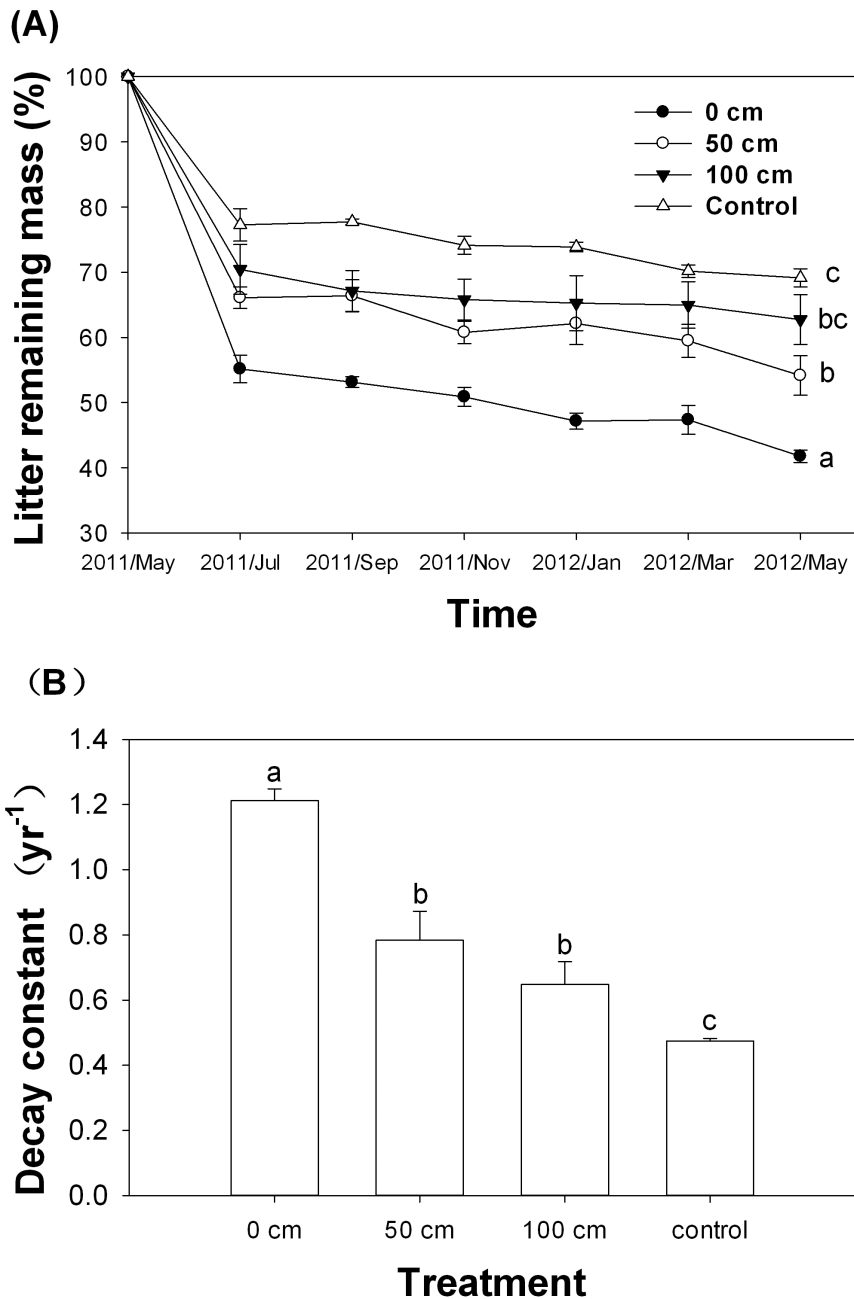 (A)
Litter remaining mass (%)
100
90
80
70
60
50
40
30
0 cm
50 cm
100 cm
Control
c
bc
b
a
2011/May 2011/Jul 2011/Sep 2011/Nov 2012/Jan 2012/Mar 2012/May
Time
（B）
Decay constant （yr-1）
1.4
1.2
1.0
0.8
0.6
0.4
0.2
0.0
a
b
b
c
0 cm 50 cm 100 cm control
Treatment